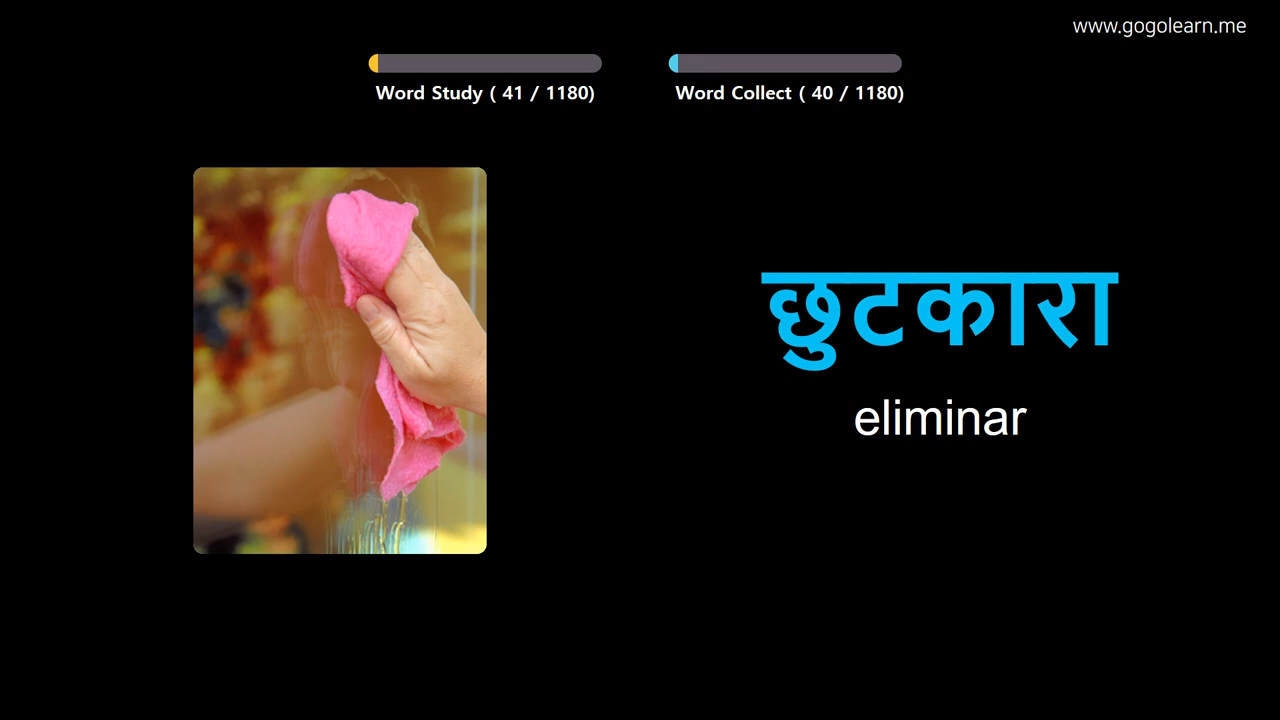 www.gogolearn.me
Word Study ( 41 / 1180)
Word Collect ( 40 / 1180)
छुटकारा
eliminar